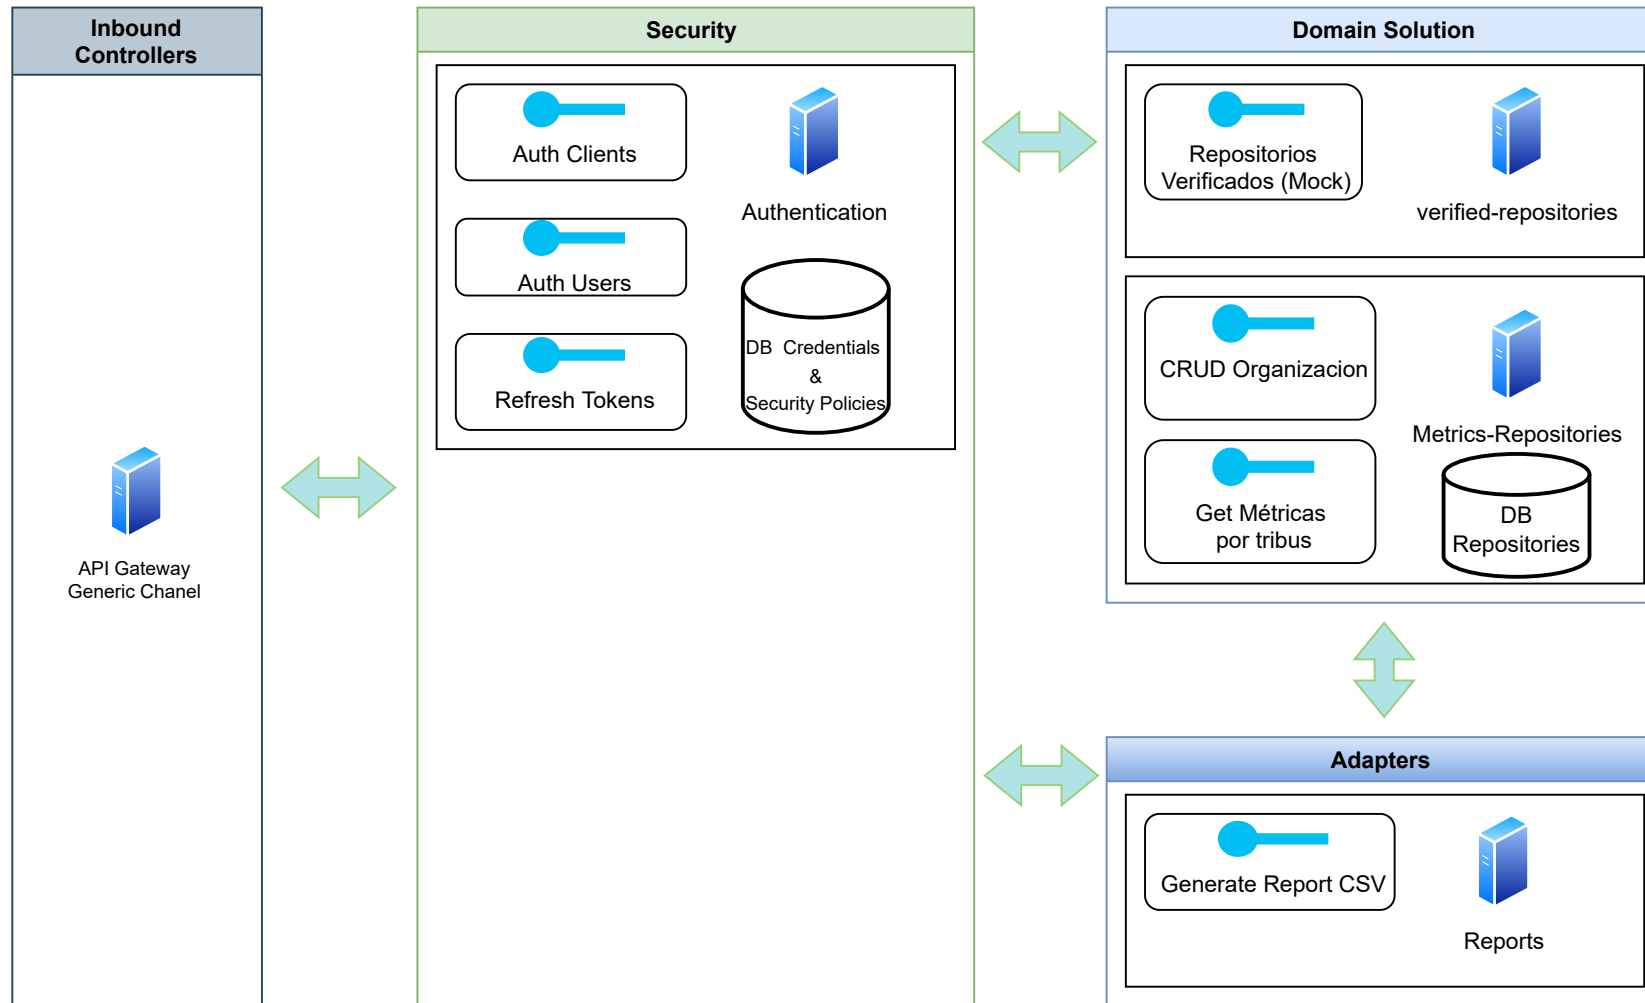 Inbound
Controllers
API Gateway
Generic Chanel
Security
Auth Clients
Authentication
Auth Users
Refresh Tokens
DB Credentials
&
Security Policies
Domain Solution
Repositorios
Verificados (Mock)
verified-repositories
CRUD Organizacion
Metrics-Repositories
Get Métricas
por tribus
DB
Repositories
Adapters
Generate Report CSV
Reports